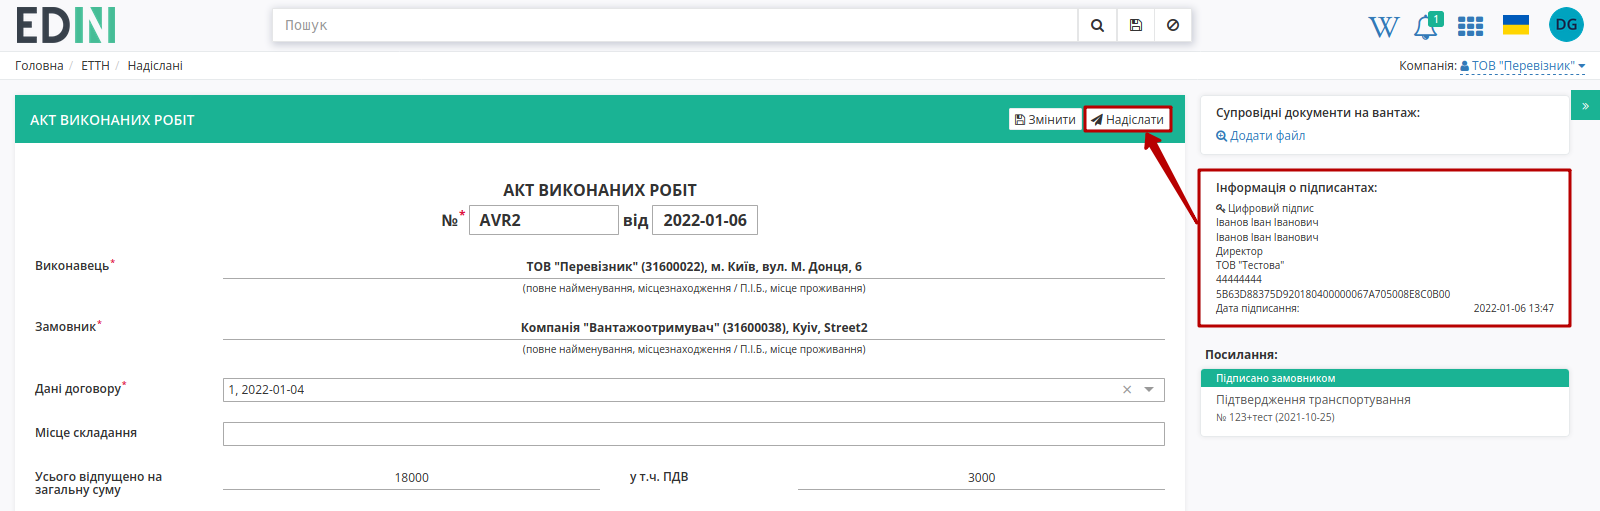 EDIN
Пошук
1
DG
Головна / ЕТТН / Надіслані
Компанія: ТОВ "Перевізник"
АКТ ВИКОНАНИХ РОБІТ
Змінити
Надіслати
»
Супровідні документи на вантаж:
Додати файл
АКТ ВИКОНАНИХ РОБІТ
№* AVR2 від 2022-01-06
Виконавець*
ТОВ "Перевізник" (31600022), м. Київ, вул. М. Донця, 6
(повне найменування, місцезнаходження / П.І.Б., місце проживання)
Замовник*
Компанія "Вантажоотримувач" (31600038), Kyiv, Street2
(повне найменування, місцезнаходження / П.І.Б., місце проживання)
Дані договору*
1, 2022-01-04
Місце складання
Усього відпущено на
загальну суму
18000
у т.ч. ПДВ
3000
Інформація о підписантах:
Цифровий підпис
Іванов Іван Іванович
Іванов Іван Іванович
Директор
ТОВ "Тестова"
44444444
5B63D88375D920180400000067A705008E8C0B00
Дата підписання: 2022-01-06 13:47
Посилання:
Підписано замовником
Підтвердження транспортування
№ 123+тест (2021-10-25)